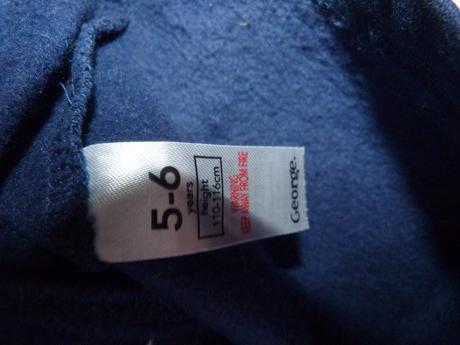 George.
WARNING
KEEP AWAY FROM FIRE
5-6
years
height
110-116cm